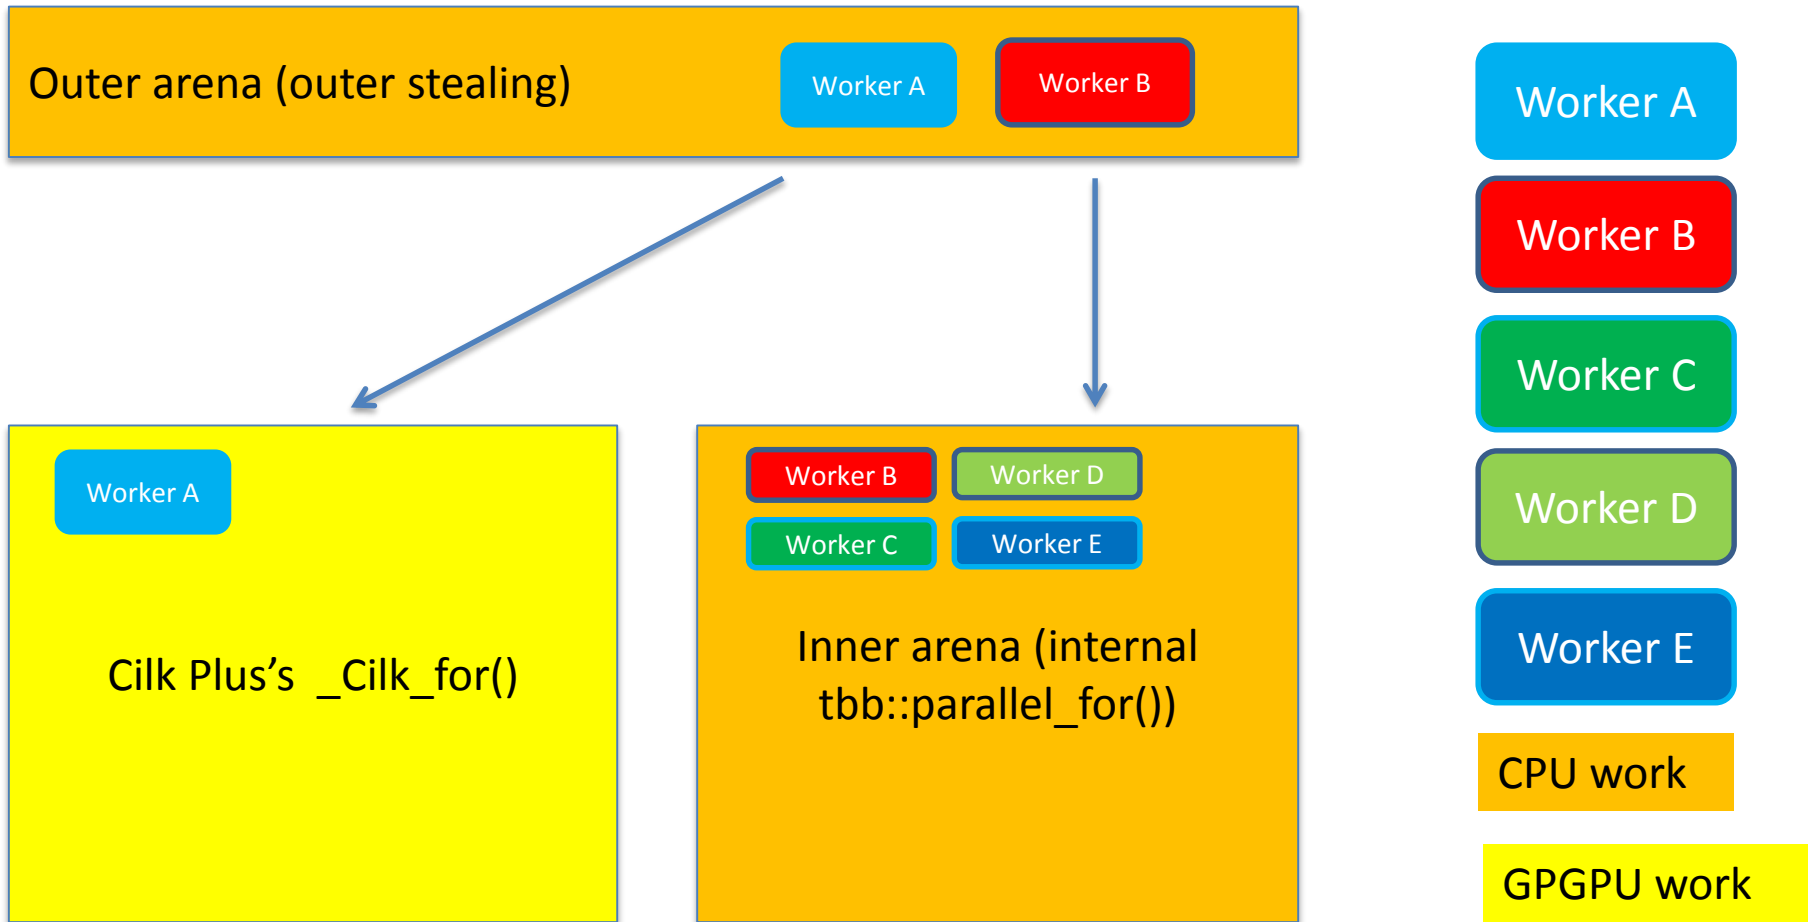 Outer arena (outer stealing)
Worker A
Worker B
Worker A
Cilk Plus’s _Cilk_for()
Worker B
Worker D
Worker C
Worker E
Inner arena (internal
tbb::parallel_for())
Worker A
Worker B
Worker C
Worker D
Worker E
CPU work
GPGPU work